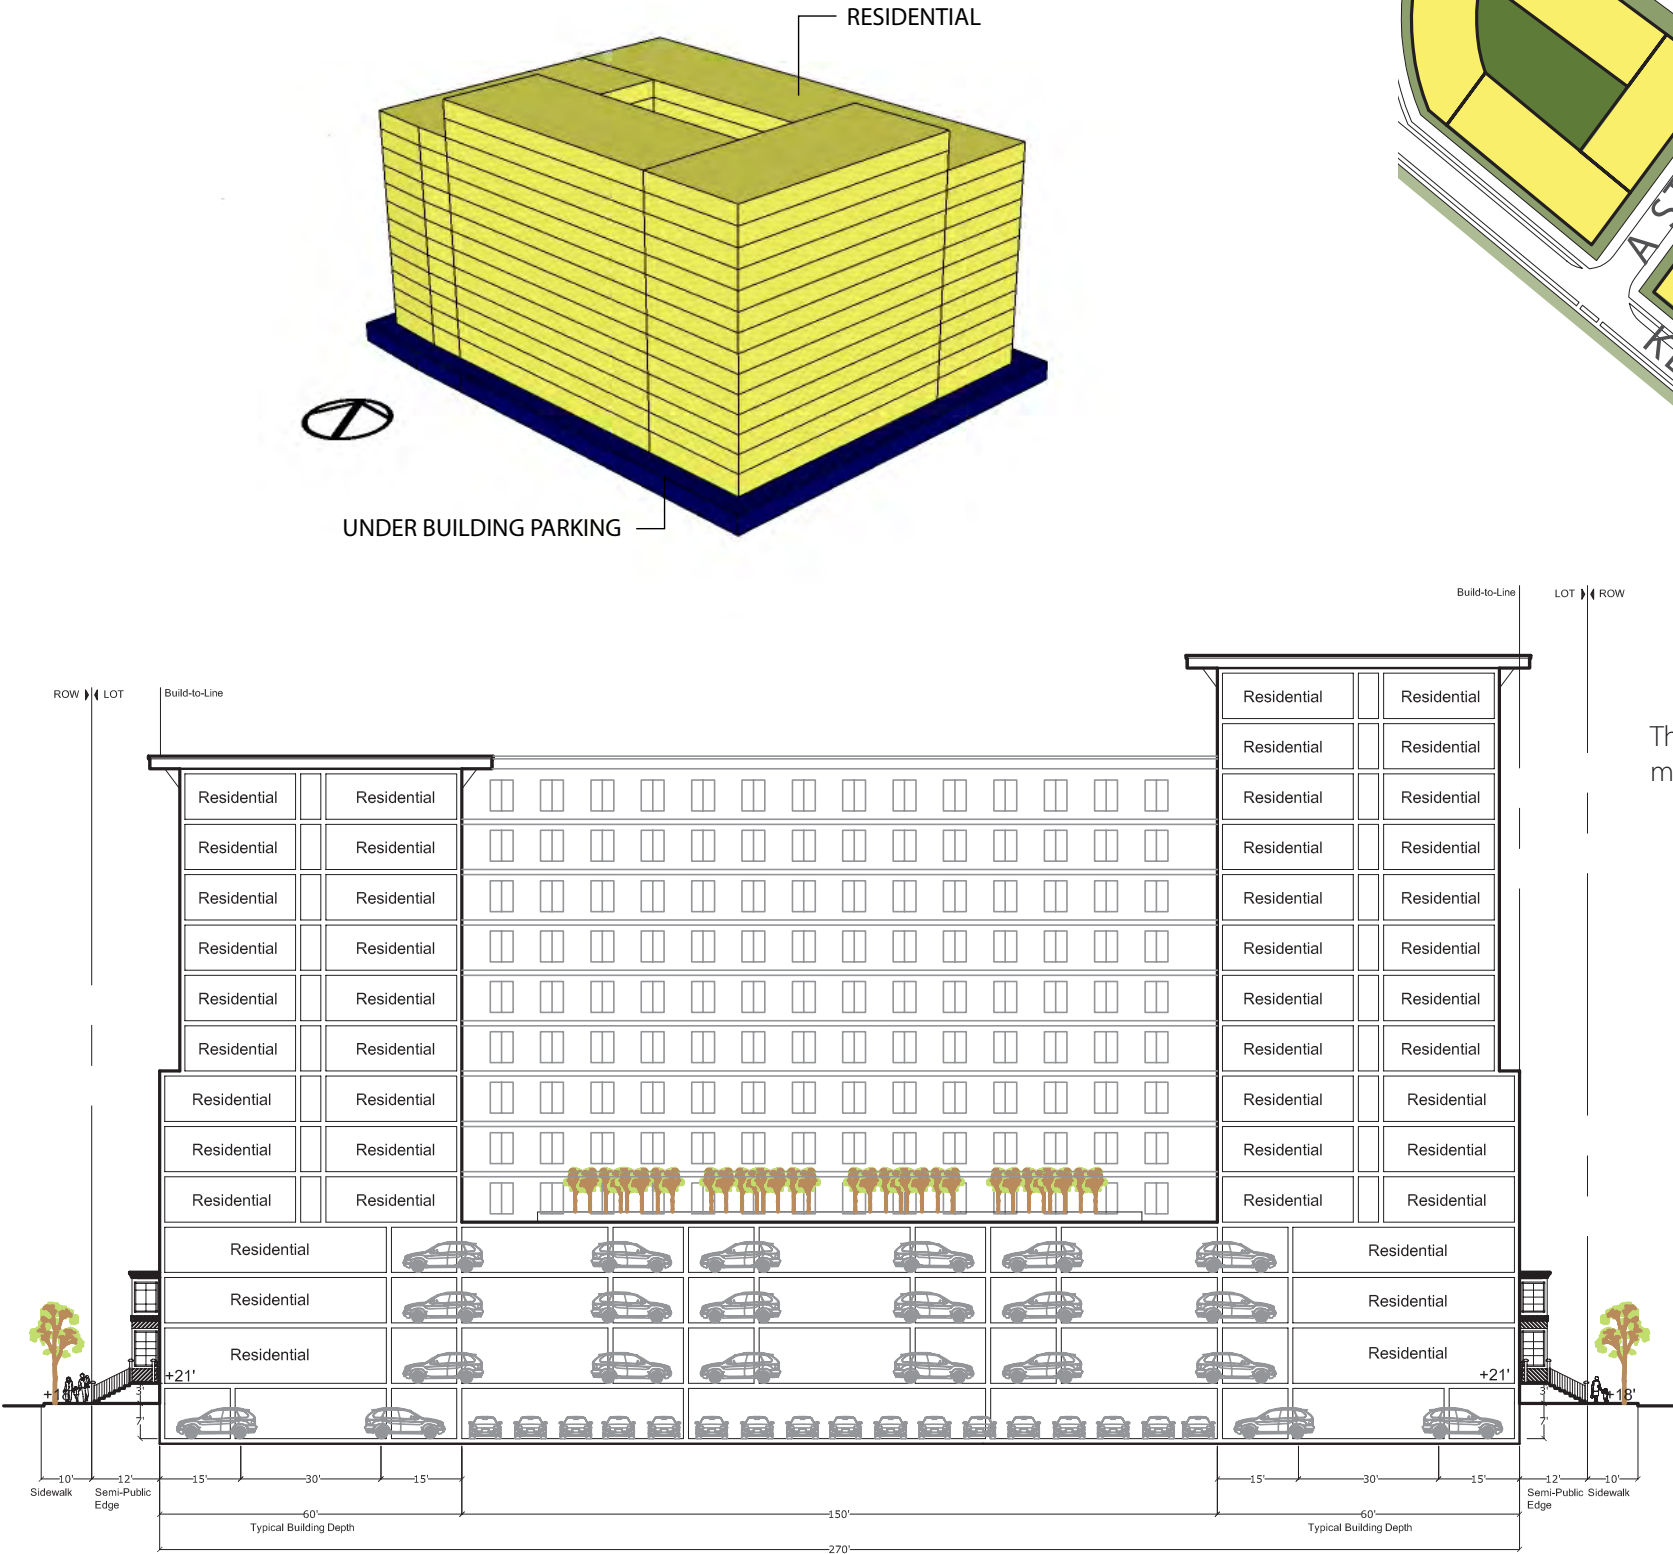 RESIDENTIAL
UNDER BUILDING PARKING
Build-to-Line
LOT ROW
ROW LOT
Build-to-Line
Residential Residential
Th
m
Residential Residential
Residential Residential Residential Residential
Residential Residential Residential Residential
Residential Residential Residential Residential
Residential Residential Residential Residential
Residential Residential Residential Residential
Residential Residential Residential Residential
Residential Residential Residential Residential
Residential Residential Residential Residential
Residential Residential Residential Residential
Residential Residential
Residential Residential
Residential Residential
+21' +21'
+18'
3' 3'
7' 7'
10' 12' 15' 30' 15' 15' 30' 15' 12' 10'
Sidewalk Semi-Public Edge Semi-Public Edge Sidewalk
60' 150' 60'
Typical Building Depth Typical Building Depth
270'